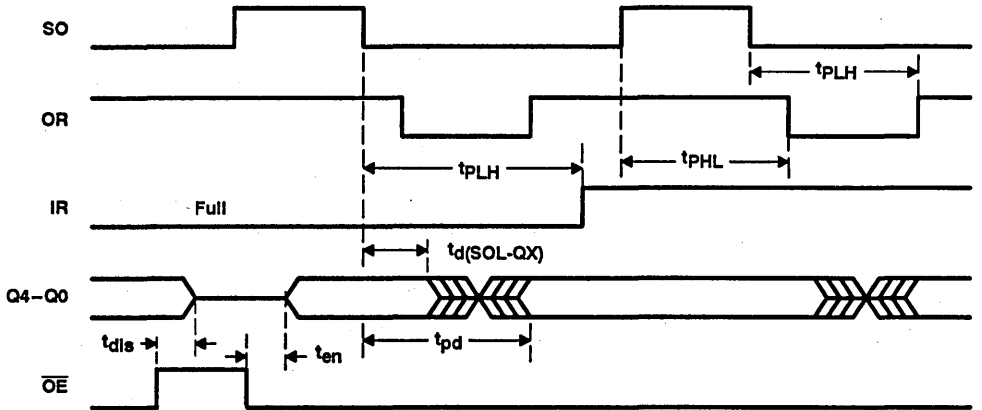 SO
tPLH
OR
tPLH
tPHL
IR
Full
td(SOL-QX)
Q4–Q0
tdis
ten
tpd
OE